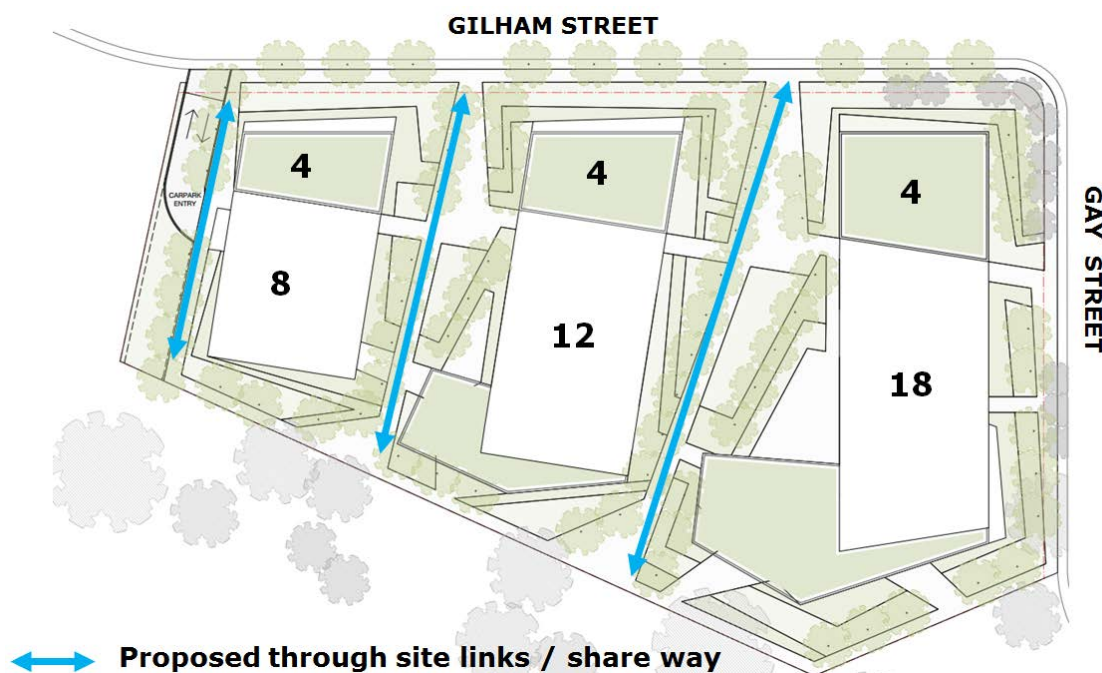 GILHAM STREET
4
4
4
CARPARK
ENTRY
GAY STREET
8
12
18
Proposed through site links / share way